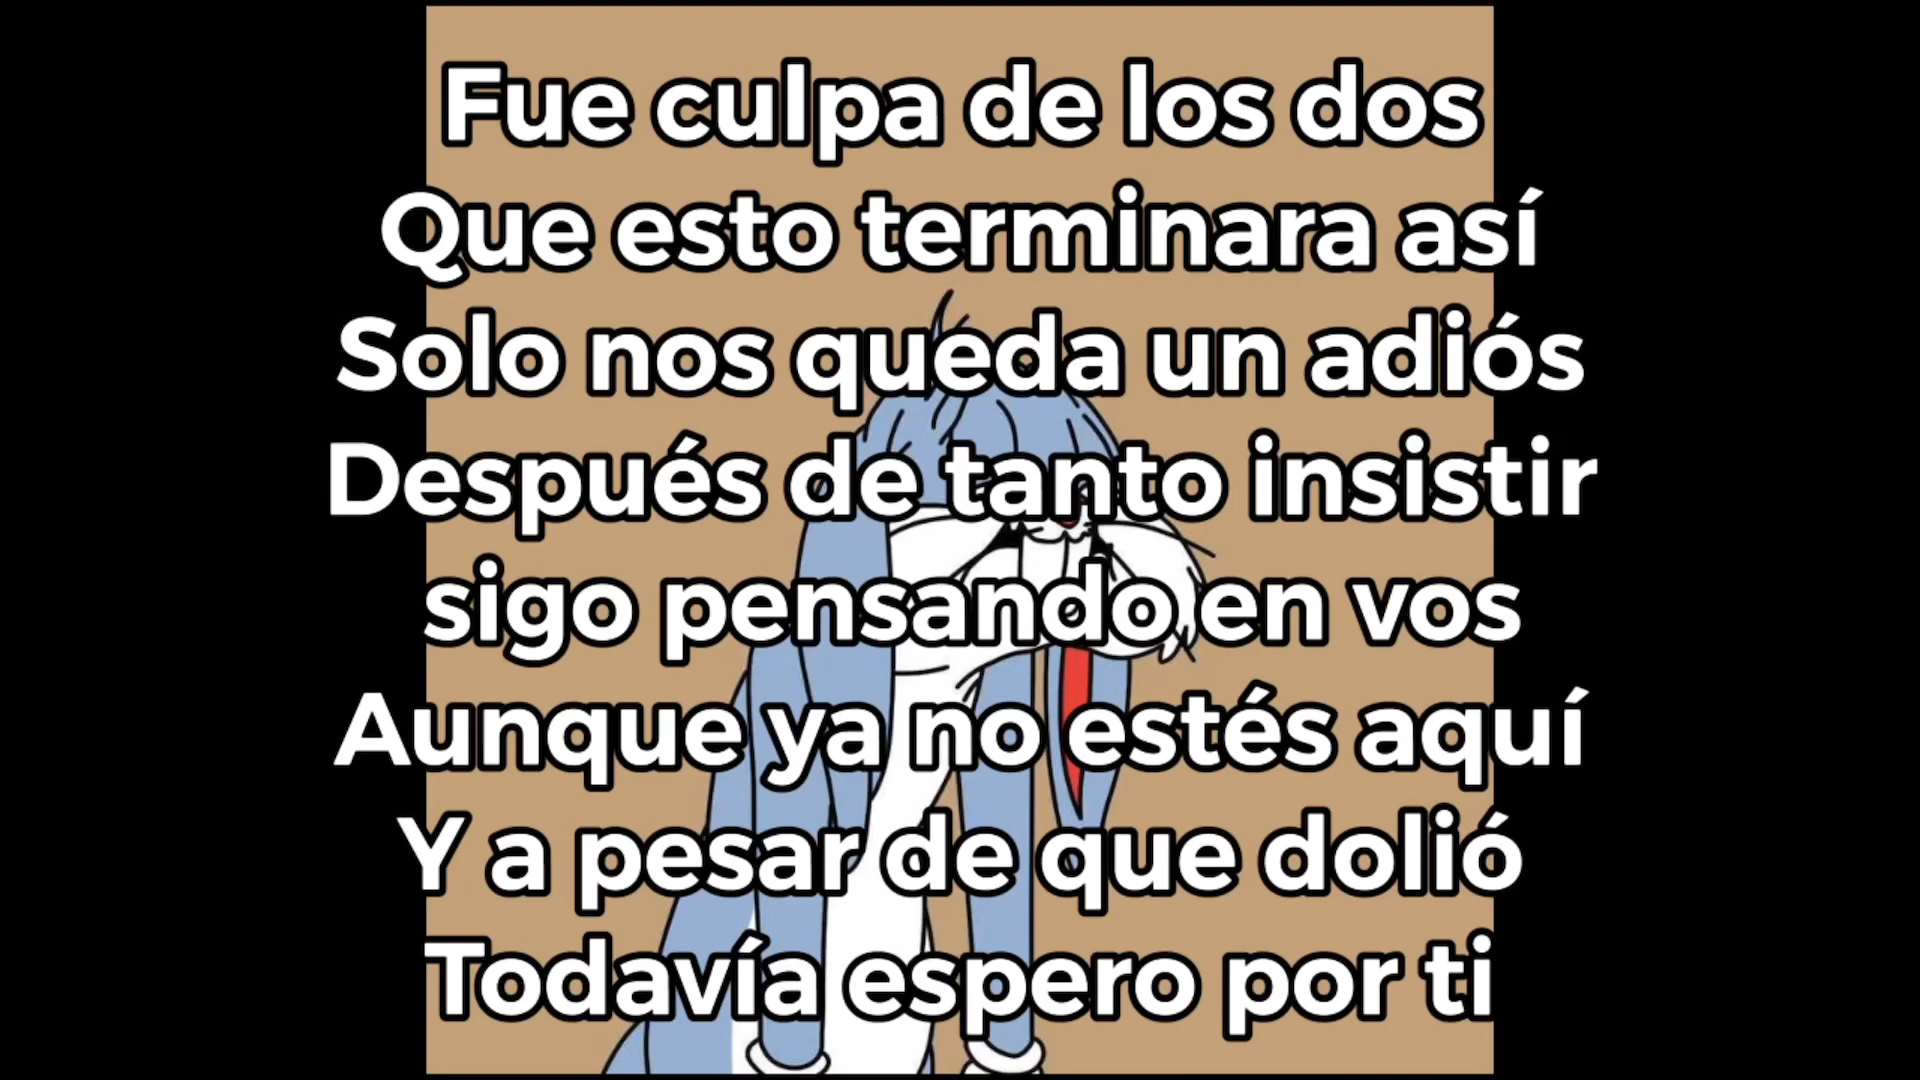 Fue culpa de los dos
Que esto terminara así
Solo nos queda un adiós
Después de tanto insistir
sigo pensando en vos
Aunque ya no estés aquí
Y a pesar de que dolió
Todavía espero por ti